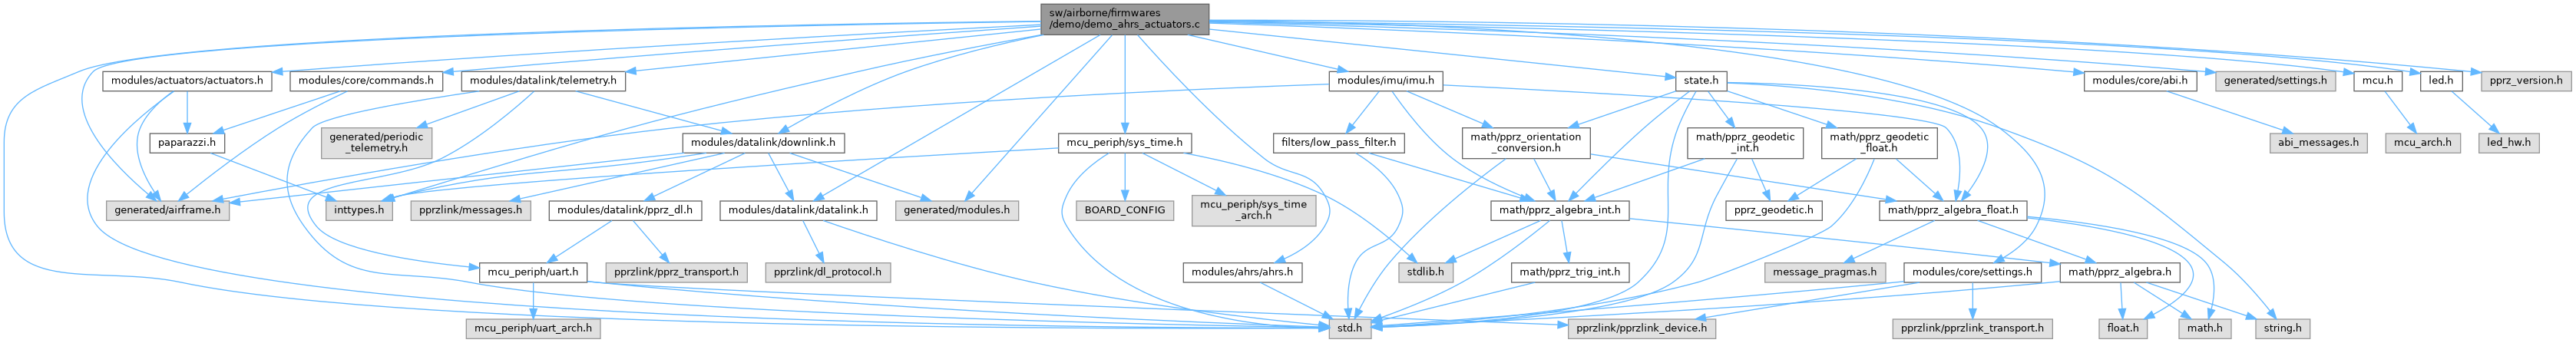 sw/airborne/firmwares
/demo/demo_ahrs_actuators.c
modules/actuators/actuators.h
modules/core/commands.h
modules/datalink/telemetry.h
modules/imu/imu.h
state.h
modules/core/abi.h
generated/settings.h
mcu.h
led.h
pprz_version.h
paparazzi.h
generated/periodic
_telemetry.h
modules/datalink/downlink.h
mcu_periph/sys_time.h
filters/low_pass_filter.h
math/pprz_orientation
_conversion.h
math/pprz_geodetic
_int.h
math/pprz_geodetic
_float.h
abi_messages.h
mcu_arch.h
led_hw.h
generated/airframe.h
inttypes.h
pprzlink/messages.h
modules/datalink/pprz_dl.h
modules/datalink/datalink.h
generated/modules.h
BOARD_CONFIG
mcu_periph/sys_time
_arch.h
math/pprz_algebra_int.h
pprz_geodetic.h
math/pprz_algebra_float.h
mcu_periph/uart.h
pprzlink/pprz_transport.h
pprzlink/dl_protocol.h
modules/ahrs/ahrs.h
stdlib.h
math/pprz_trig_int.h
message_pragmas.h
modules/core/settings.h
math/pprz_algebra.h
mcu_periph/uart_arch.h
std.h
pprzlink/pprzlink_device.h
pprzlink/pprzlink_transport.h
float.h
math.h
string.h